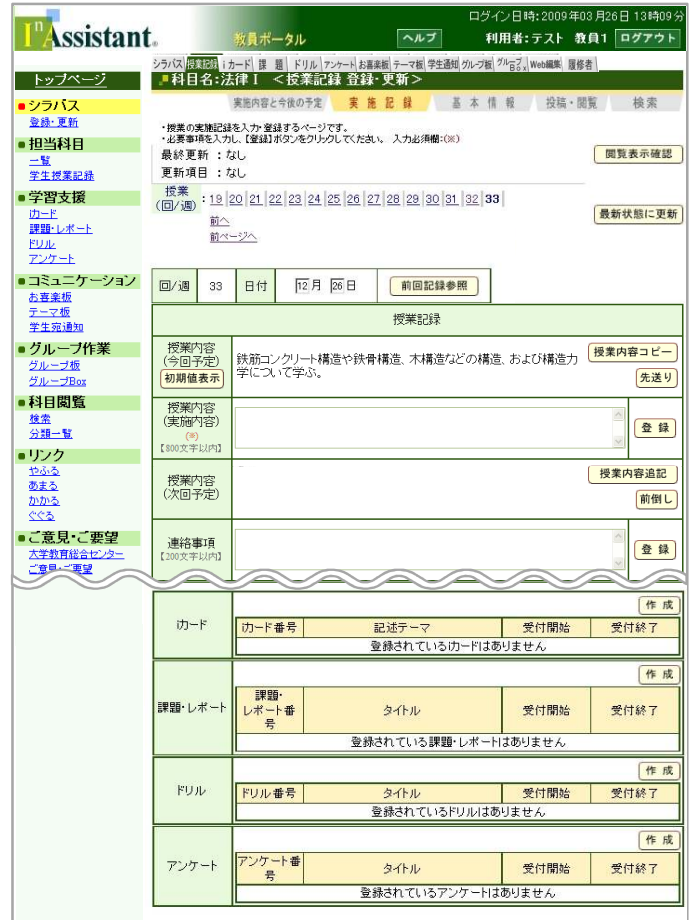 ログイン日時:2009年03月26日 13時09分
InAssistant.
教員ポータル
ヘルプ
利用者:テスト 教員1
ログアウト
シラバス 授業記録 iカード 課 題 ドリル アンケート お喜楽板 テーマ板 学生通知 グループ板 グループBox Web編集 履修者
トップページ
科目名:法律Ⅰ <授業記録 登録・更新>
実施内容と今後の予定 実 施 記 録 基 本 情 報 投稿・閲覧 検索
シラバス
登録・更新
担当科目
一覧
学生授業記録
学習支援
iカード
課題・レポート
ドリル
アンケート
コミュニケーション
お喜楽板
テーマ板
学生宛通知
グループ作業
グループ板
グループBox
科目閲覧
検索
分類一覧
リンク
やふる
あまる
かかる
ぐぐる
ご意見・ご要望
大学教育総合センター
ご意見・ご要望
・授業の実施記録を入力・登録するページです。
・必要事項を入力し、【登録】ボタンをクリックしてください。 入力必須欄:(※)
最終更新 :なし
閲覧表示確認
更新項目 :なし
授業
(回/週)
: 19 | 20 | 21 | 22 | 23 | 24 | 25 | 26 | 27 | 28 | 29 | 30 | 31 | 32 | 33 |
最新状態に更新
前へ
前ページへ
回/週 33 日付 12月 26日 前回記録参照
授業記録
授業内容
(今回予定)
初期値表示
鉄筋コンクリート構造や鉄骨構造、木構造などの構造、および構造力
学について学ぶ。
授業内容コピー
先送り
授業内容
(実施内容)
(※)
【800文字以内】
登 録
授業内容
(次回予定)
授業内容追記
前倒し
連絡事項
【200文字以内】
登 録
iカード
作 成
iカード番号 記述テーマ 受付開始 受付終了
登録されているiカードはありません
課題・レポート
作 成
課題・
レポート番
号
タイトル 受付開始 受付終了
登録されている課題・レポートはありません
ドリル
作 成
ドリル番号 タイトル 受付開始 受付終了
登録されているドリルはありません
アンケート
作 成
アンケート番
号
タイトル 受付開始 受付終了
登録されているアンケートはありません